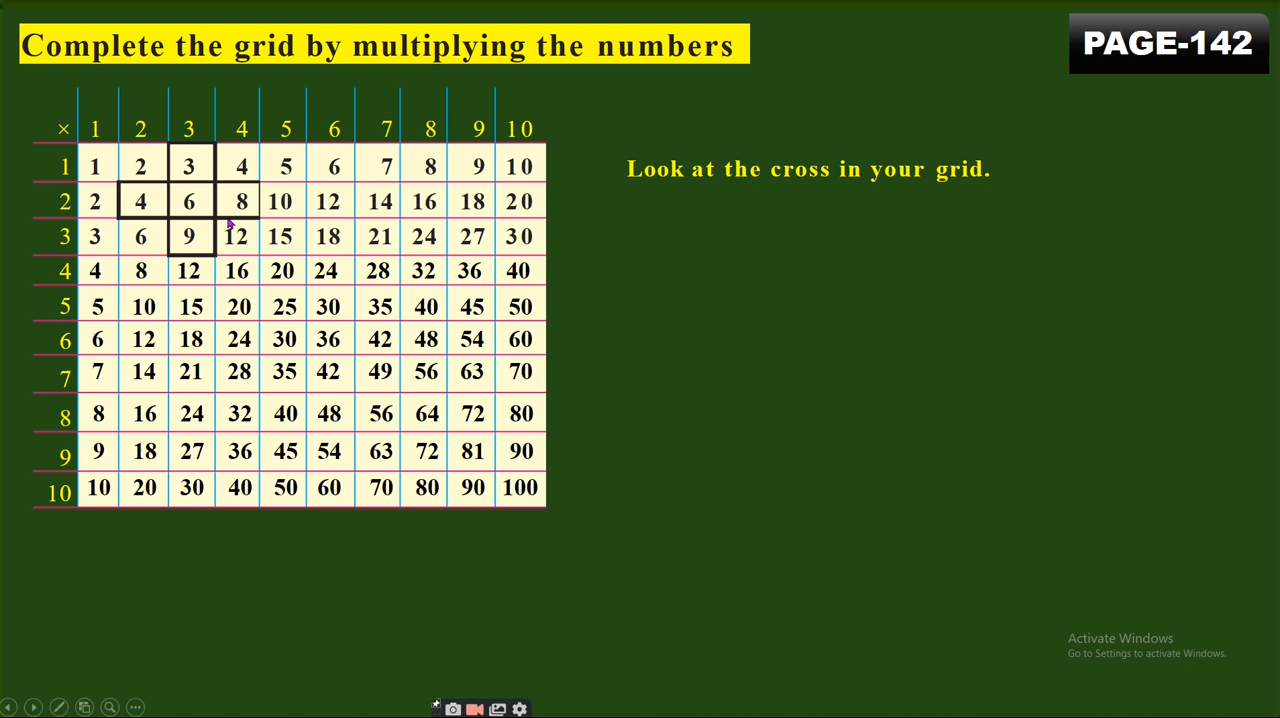 Complete the grid by multiplying the numbers
PAGE-142
× 1 2 3 4 5 6 7 8 9 10
1 1 2 3 4 5 6 7 8 9 10
2 2 4 6 8 10 12 14 16 18 20
3 3 6 9 12 15 18 21 24 27 30
4 4 8 12 16 20 24 28 32 36 40
5 5 10 15 20 25 30 35 40 45 50
6 6 12 18 24 30 36 42 48 54 60
7 7 14 21 28 35 42 49 56 63 70
8 8 16 24 32 40 48 56 64 72 80
9 9 18 27 36 45 54 63 72 81 90
10 10 20 30 40 50 60 70 80 90 100
Look at the cross in your grid.
Activate Windows
Go to Settings to activate Windows.